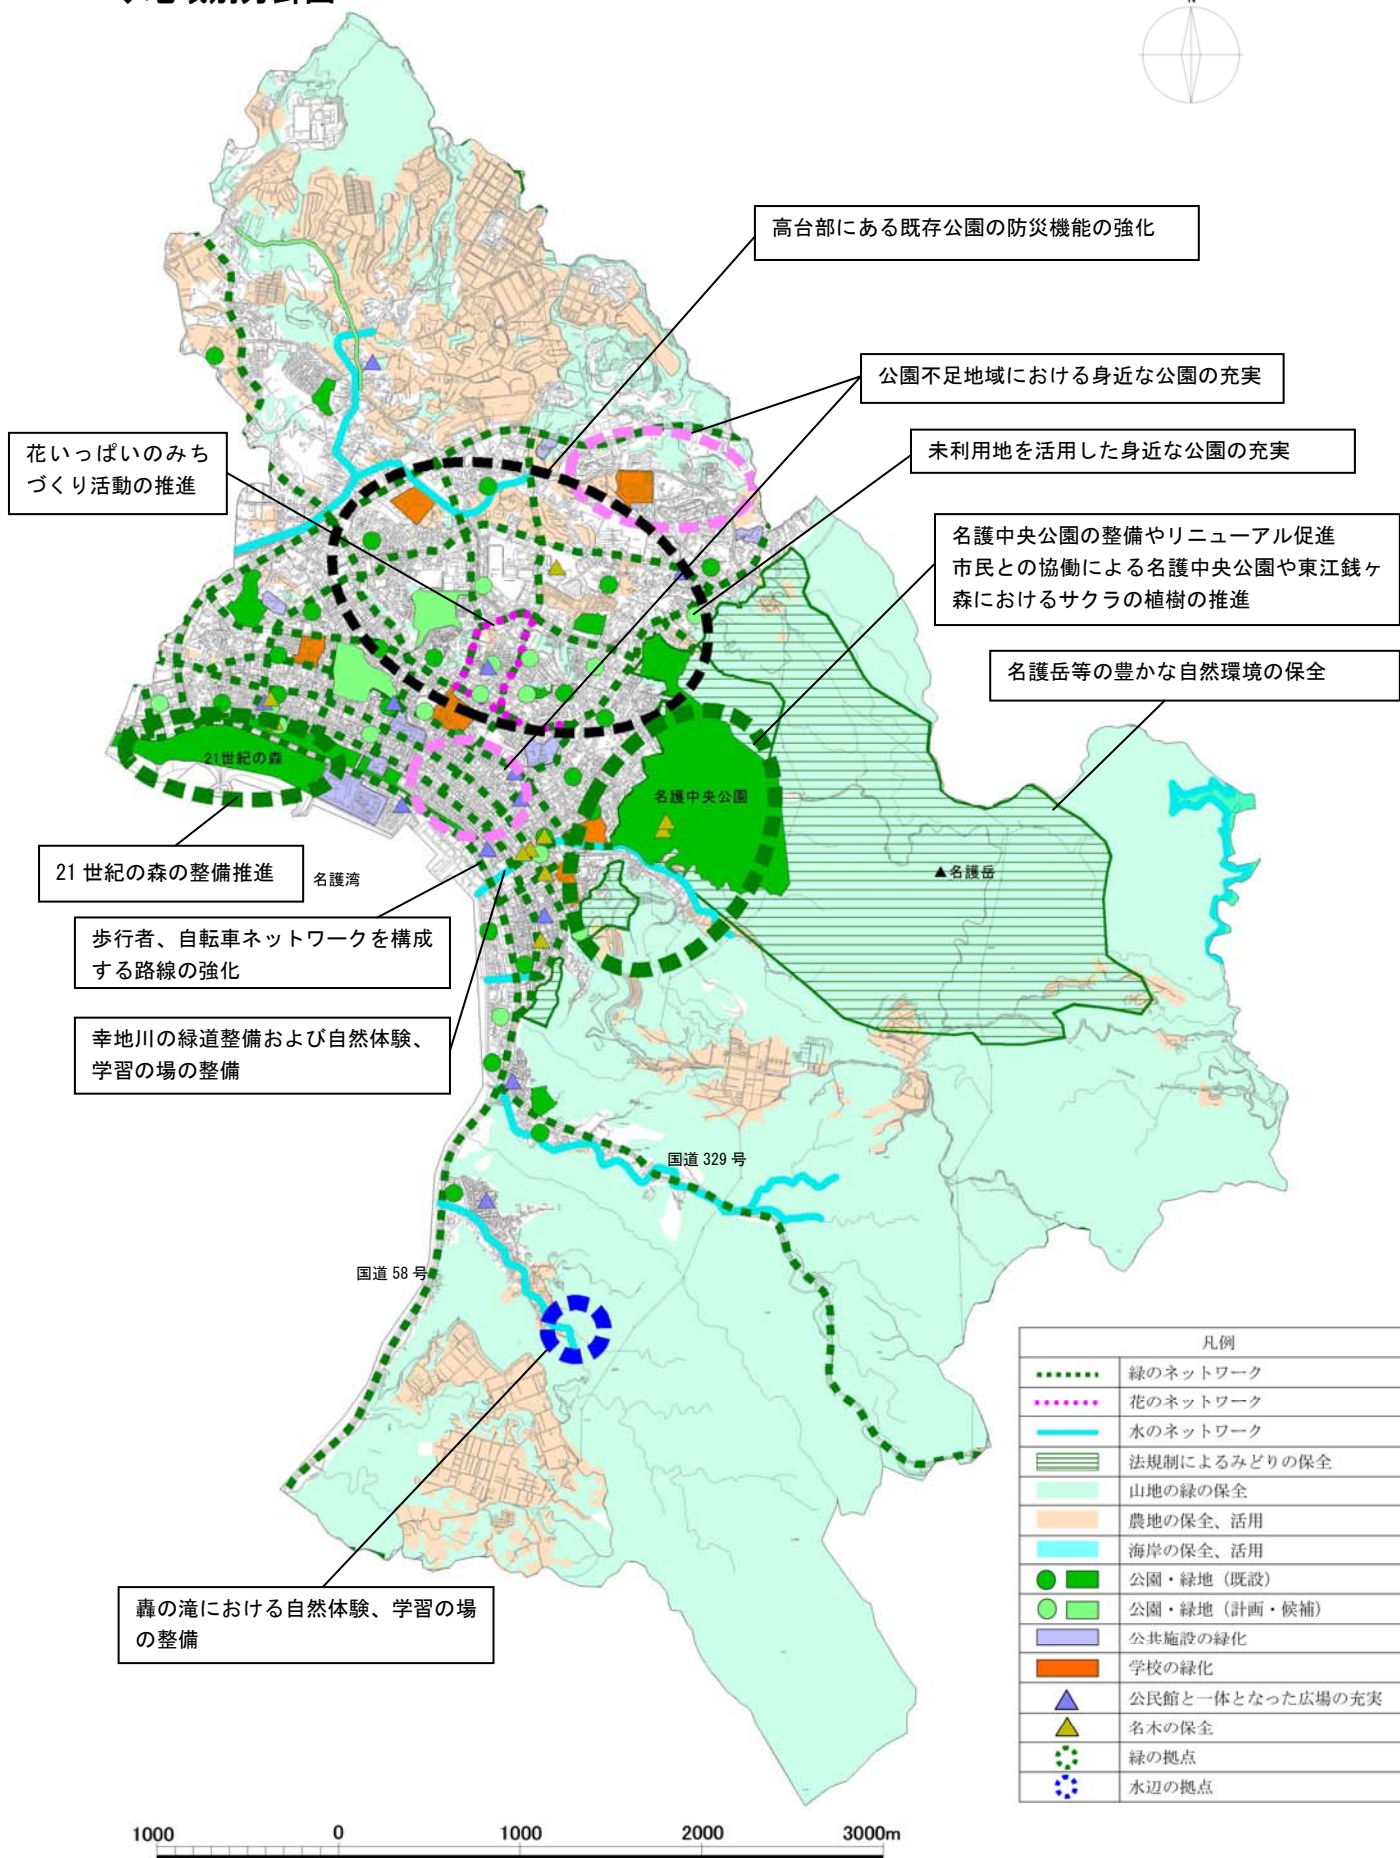 N
高台部にある既存公園の防災機能の強化
公園不足地域における身近な公園の充実
未利用地を活用した身近な公園の充実
花いっぱいのみち
づくり活動の推進
名護中央公園の整備やリニューアル促進
市民との協働による名護中央公園や東江銭ヶ
森におけるサクラの植樹の推進
名護岳等の豊かな自然環境の保全
21世紀の森
名護中央公園
21世紀の森の整備推進
名護湾
▲名護岳
歩行者、自転車ネットワークを構成
する路線の強化
幸地川の緑道整備および自然体験、
学習の場の整備
国道329号
国道58号
轟の滝における自然体験、学習の場
の整備
凡例
緑のネットワーク
花のネットワーク
水のネットワーク
法規制によるみどりの保全
山地の緑の保全
農地の保全、活用
海岸の保全、活用
公園・緑地（既設）
公園・緑地（計画・候補）
公共施設の緑化
学校の緑化
公民館と一体となった広場の充実
名木の保全
緑の拠点
水辺の拠点
1000 0 1000 2000 3000m